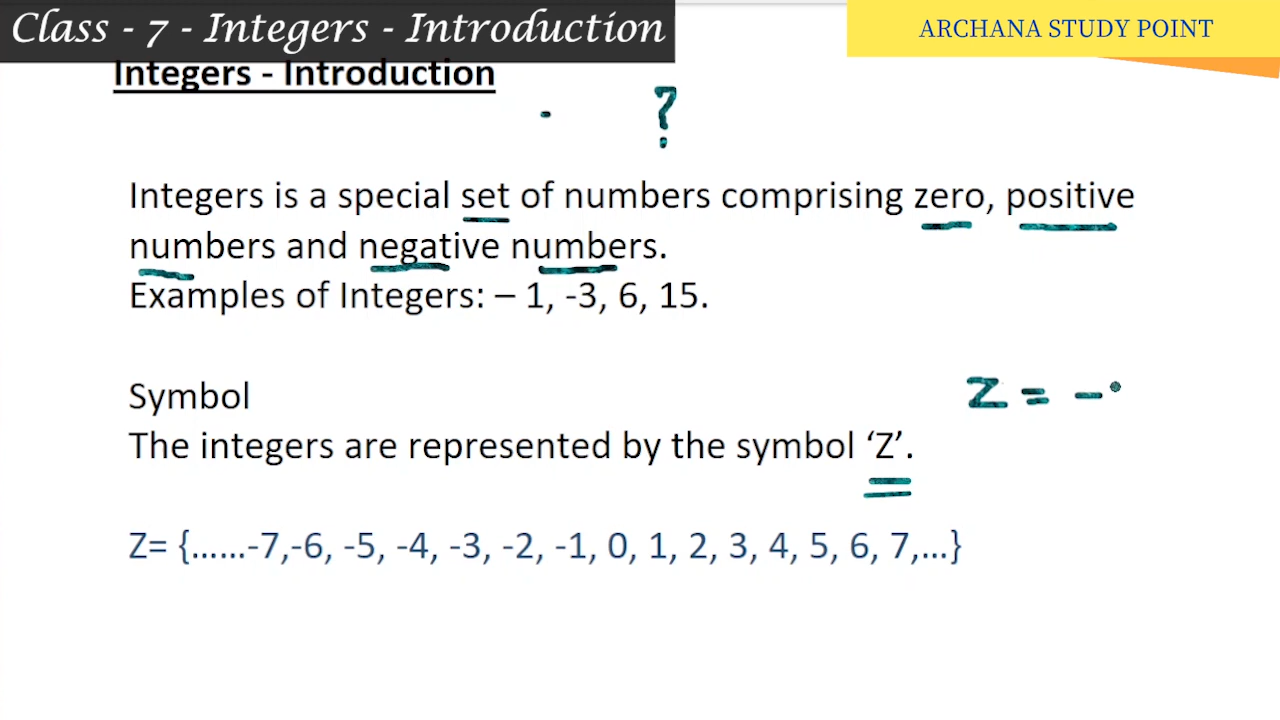 Class - 7 - Integers - Introduction
ARCHANA STUDY POINT
Integers - Introduction
?
Integers is a special set of numbers comprising zero, positive
numbers and negative numbers.
Examples of Integers: – 1, -3, 6, 15.
Symbol
Z = -
The integers are represented by the symbol ‘Z’.
Z= {......-7,-6, -5, -4, -3, -2, -1, 0, 1, 2, 3, 4, 5, 6, 7,...}